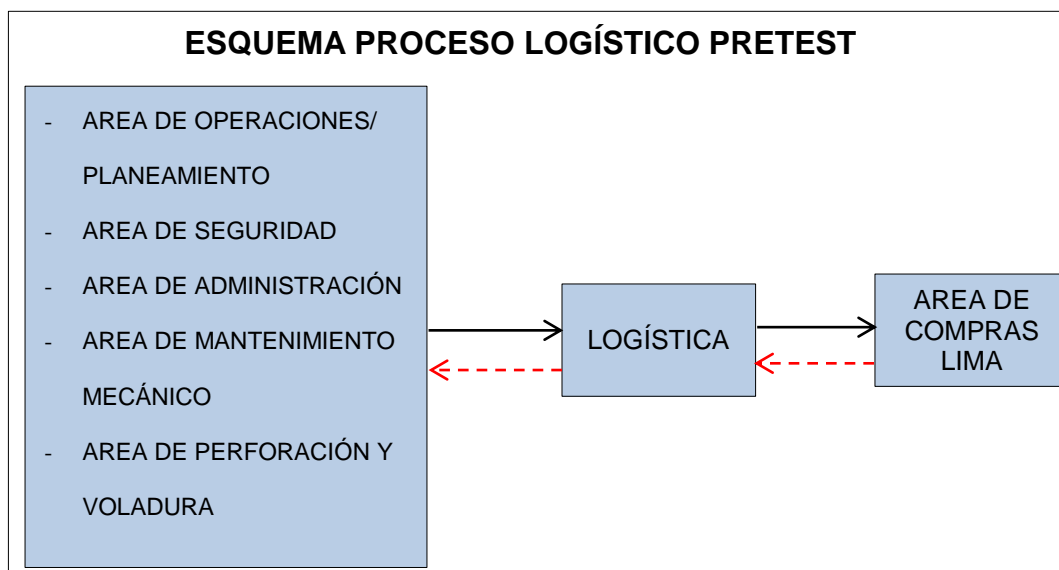 ESQUEMA PROCESO LOGÍSTICO PRETEST
- AREA DE OPERACIONES/
PLANEAMIENTO
- AREA DE SEGURIDAD
- AREA DE ADMINISTRACIÓN
- AREA DE MANTENIMIENTO
MECÁNICO
- AREA DE PERFORACIÓN Y
VOLADURA
LOGÍSTICA
AREA DE
COMPRAS
LIMA